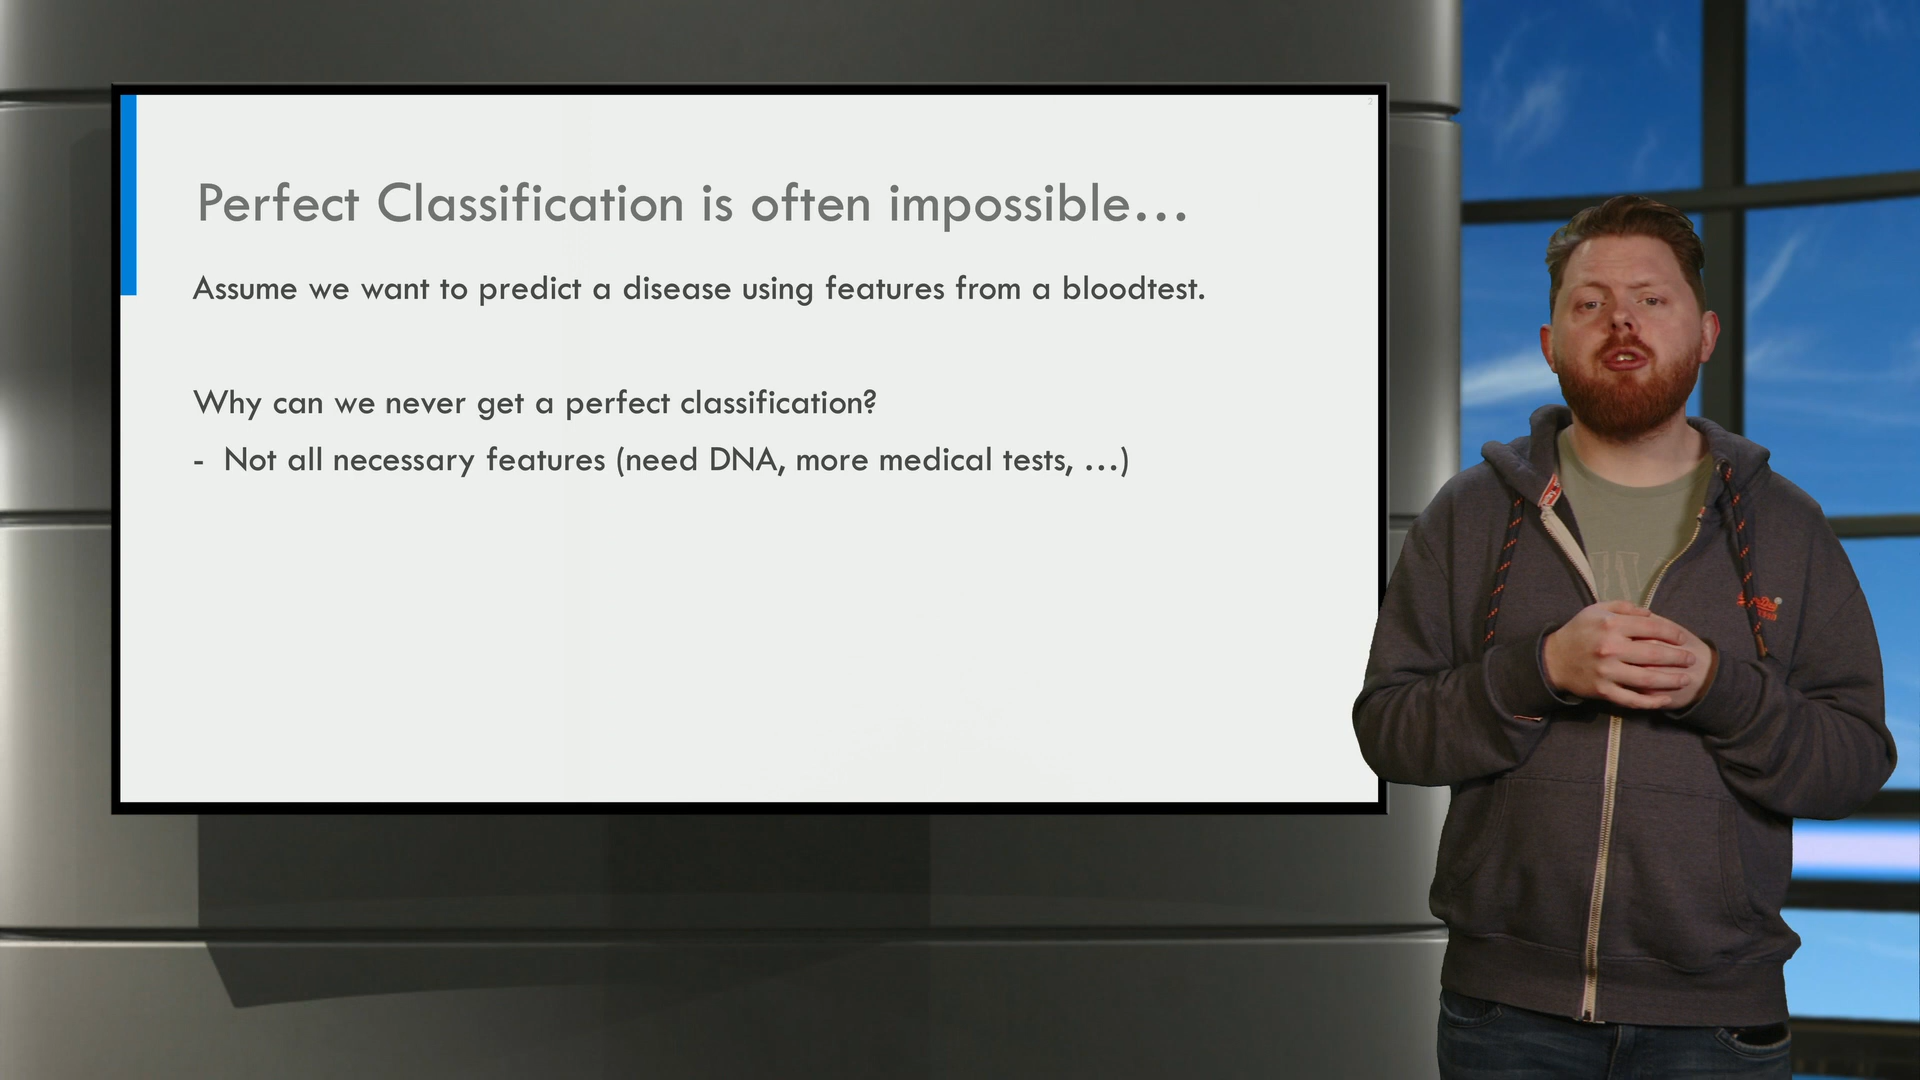 2
Perfect Classification is often impossible...
Assume we want to predict a disease using features from a bloodtest.
Why can we never get a perfect classification?
- Not all necessary features (need DNA, more medical tests, ...)